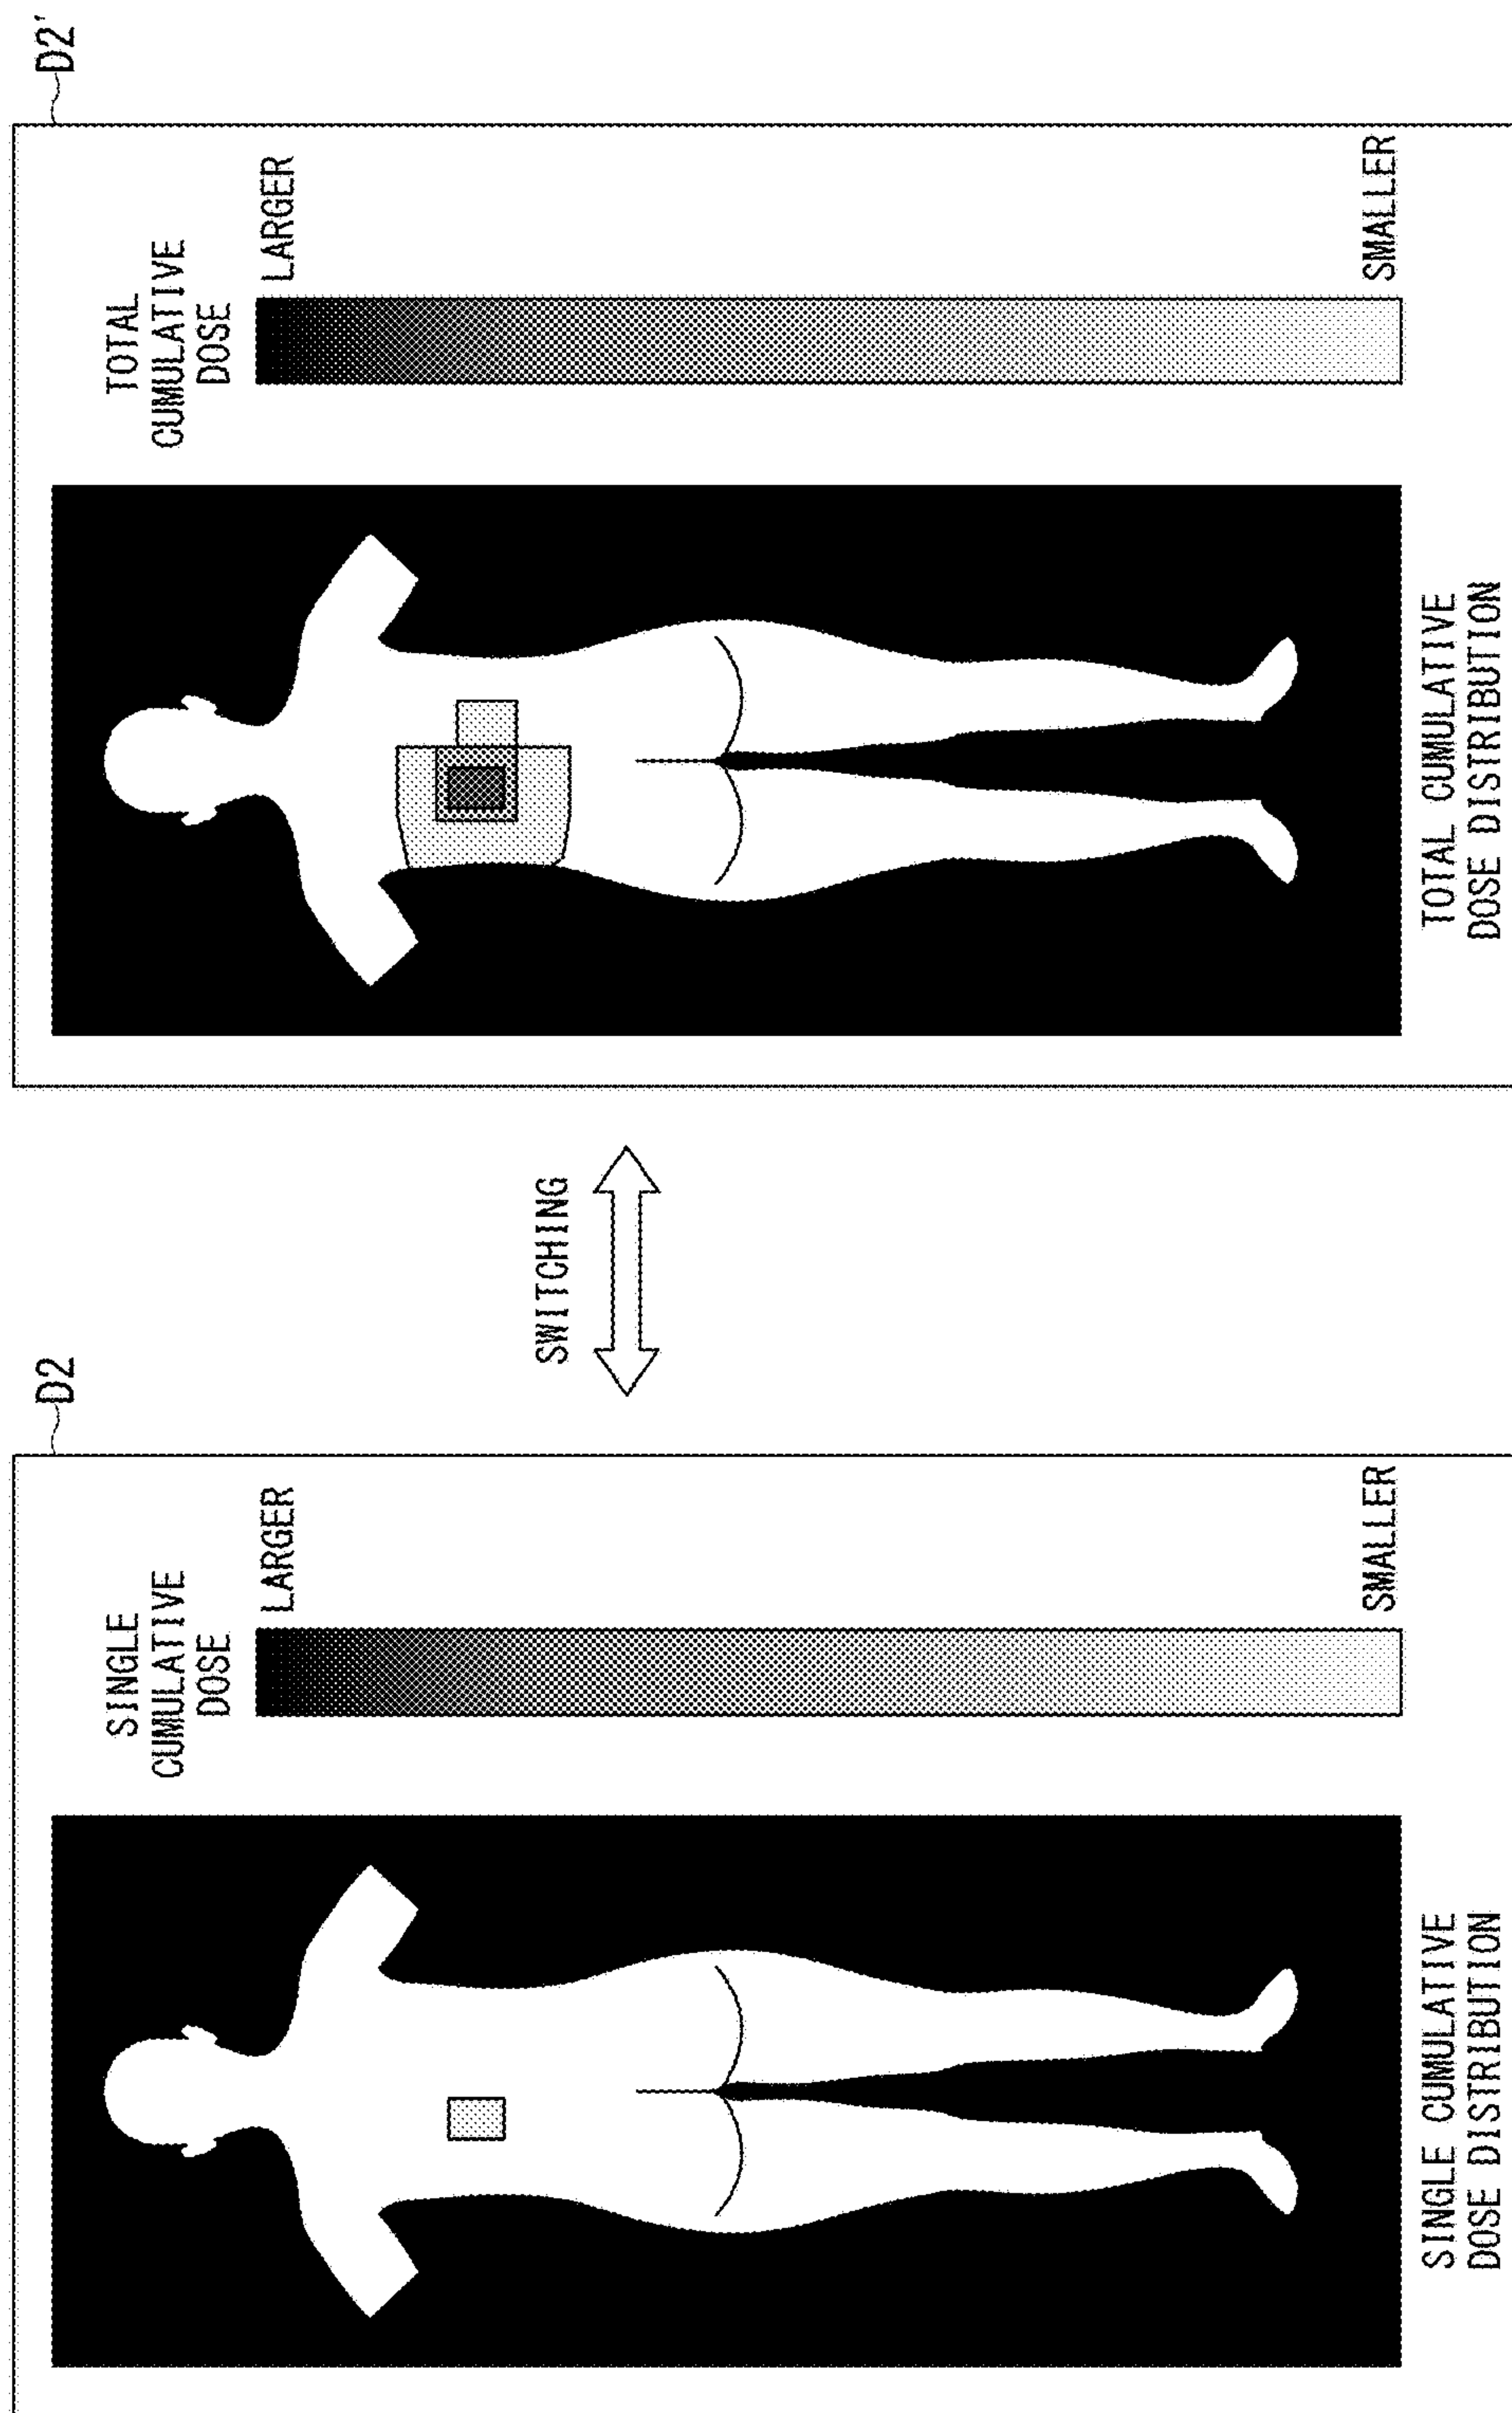 D2
SINGLE
CUMULATIVE
DOSE
LARGER
SMALLER
SINGLE CUMULATIVE
DOSE DISTRIBUTION
SWITCHING
D2'
TOTAL
CUMULATIVE
DOSE
LARGER
SMALLER
TOTAL CUMULATIVE
DOSE DISTRIBUTION